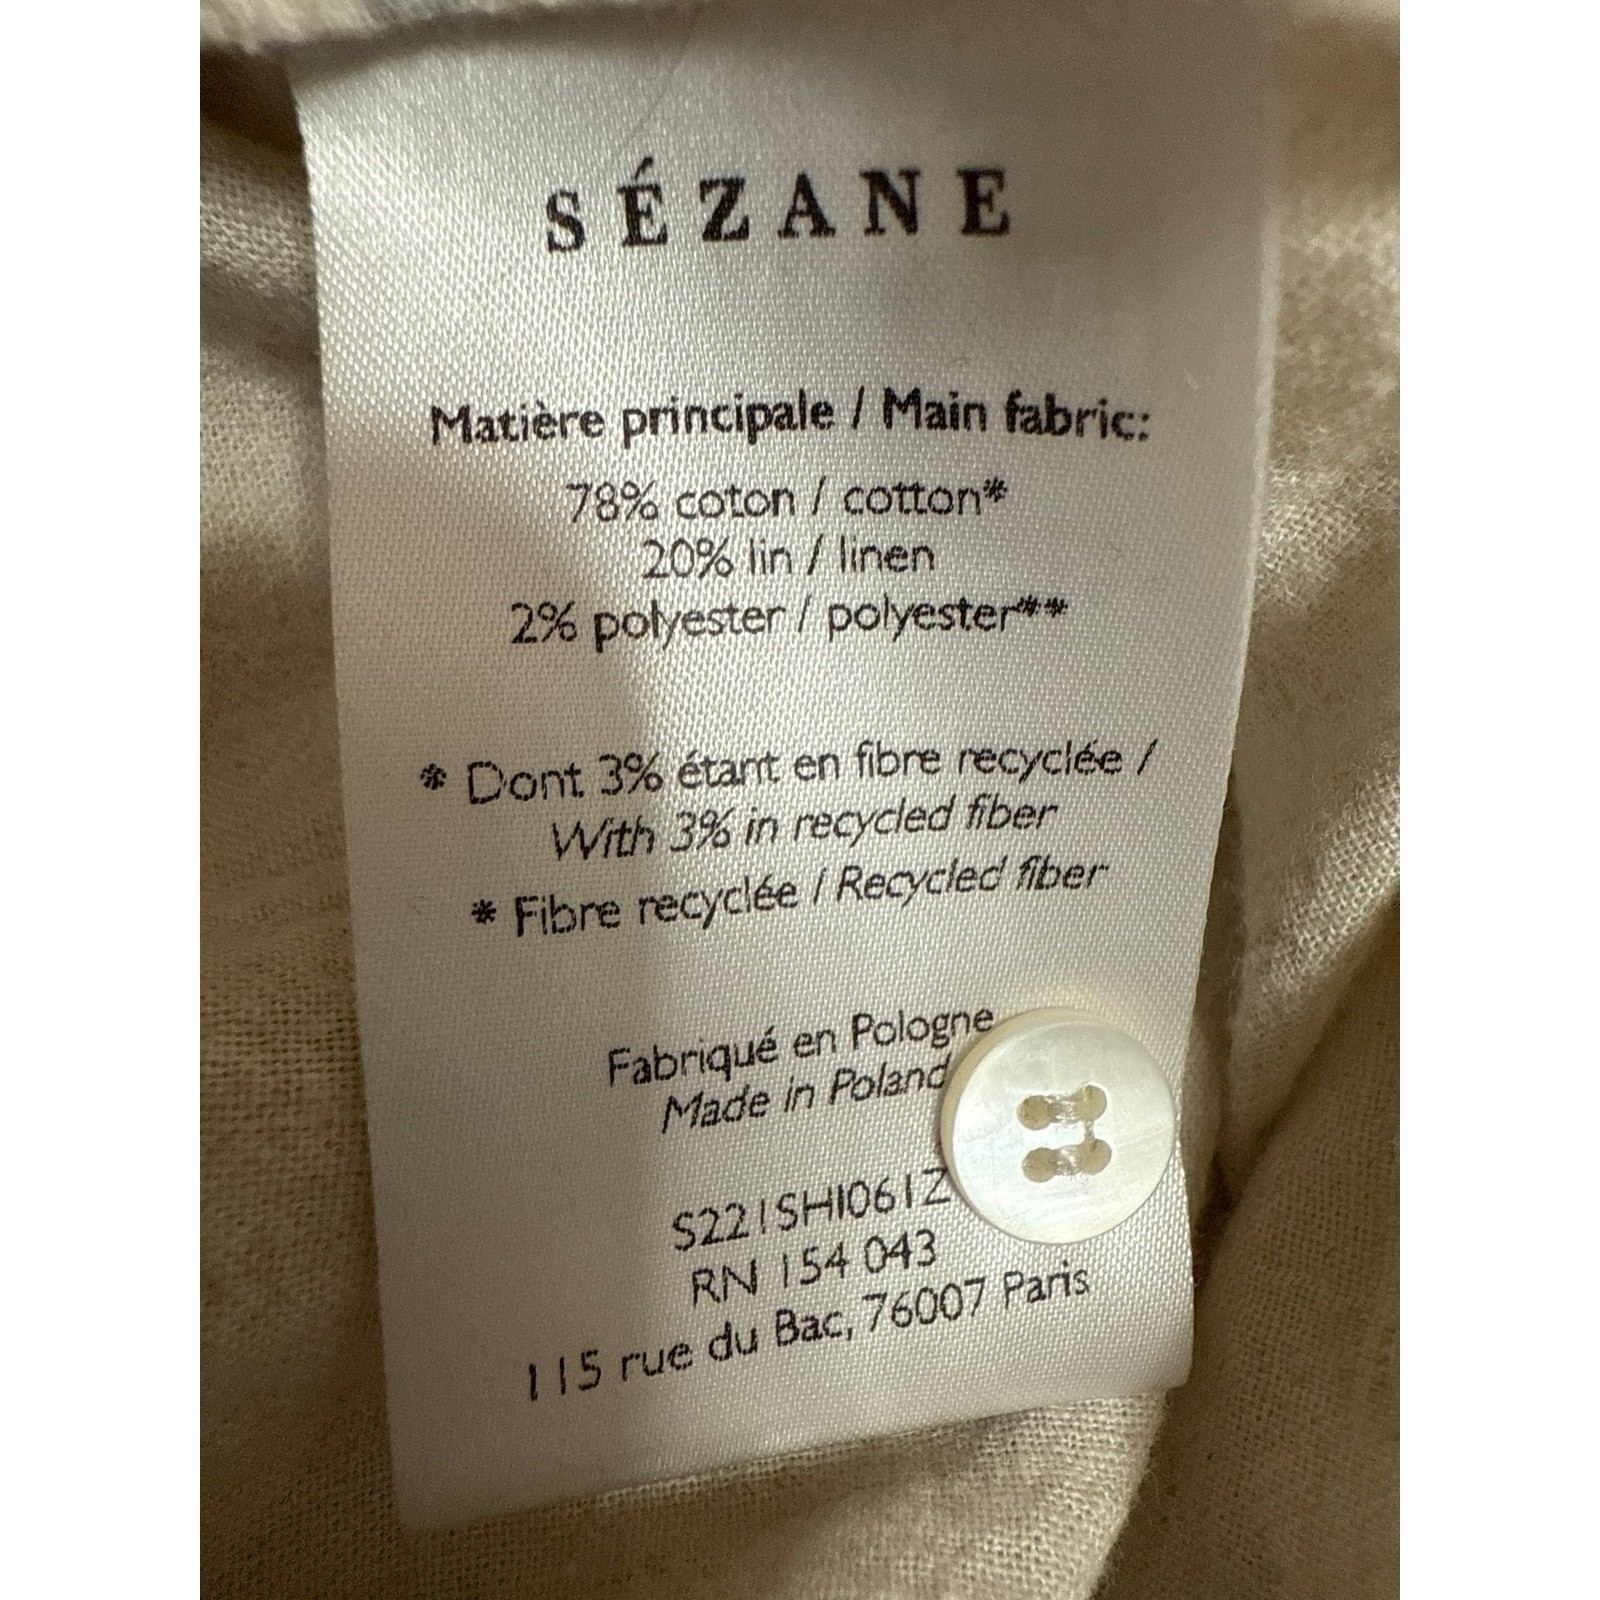 SÉZANE
Matière principale / Main fabric:
78% coton / cotton*
20% lin / linen
2% polyester / polyester**
* Dont 3% étant en fibre recyclée /
With 3% in recycled fiber
* Fibre recyclée / Recycled fiber
Fabriqué en Pologne
Made in Poland
S221SHI061Z
RN 154 043
115 rue du Bac, 76007 Paris